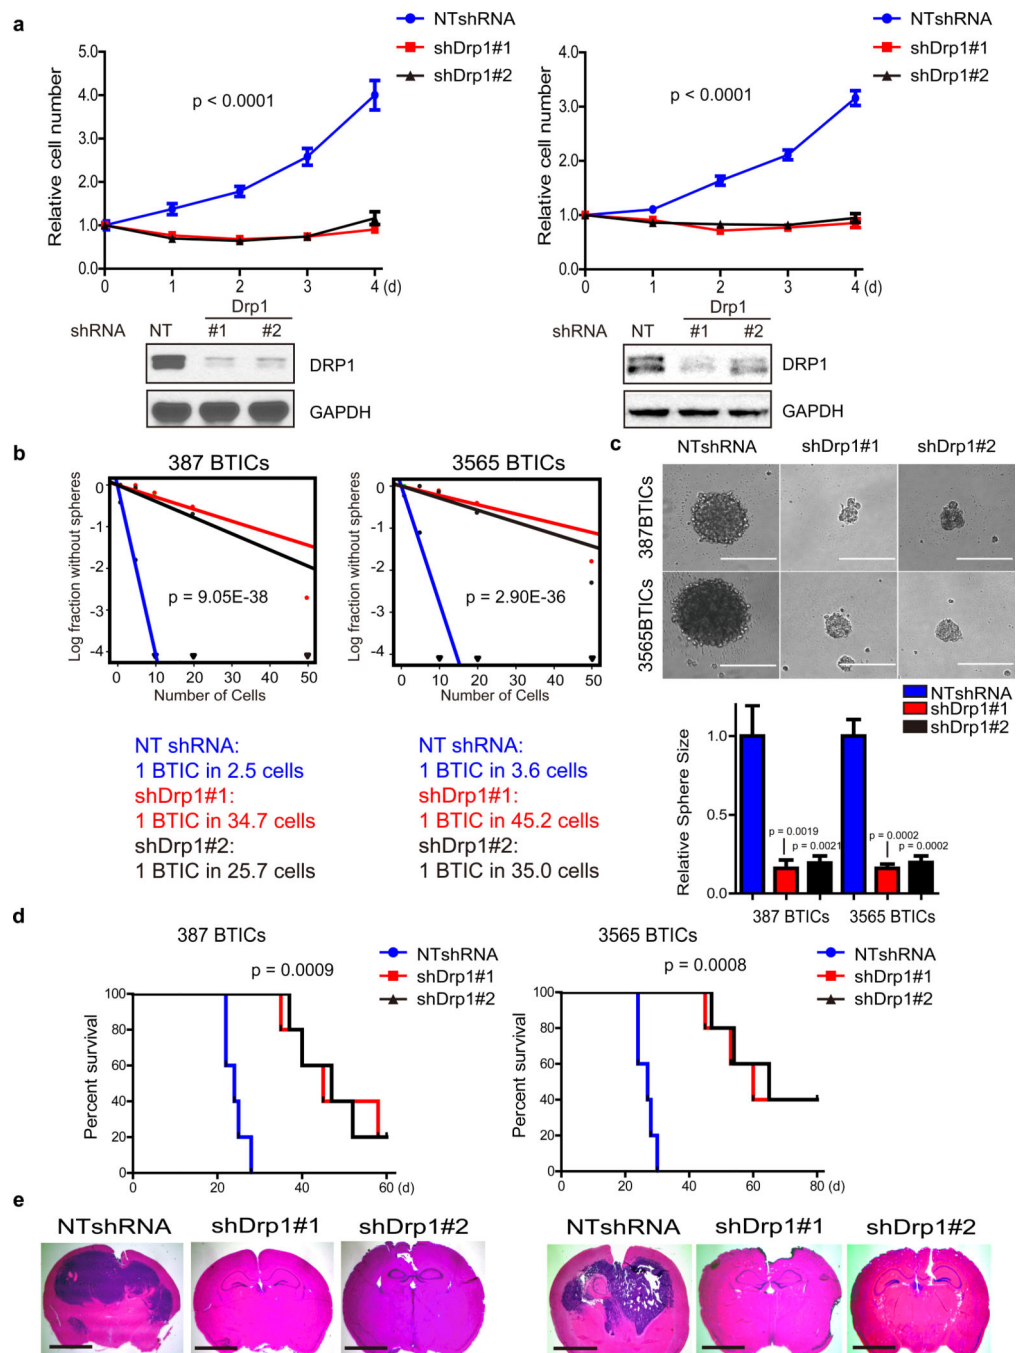 a
NTshRNA
shDrp1#1
shDrp1#2
Relative cell number
5.0
4.0
3.0
2.0
1.0
0.0
p < 0.0001
0 1 2 3 4 (d)
NTshRNA
shDrp1#1
shDrp1#2
Relative cell number
4.0
3.0
2.0
1.0
0.0
p < 0.0001
0 1 2 3 4 (d)
Drp1
shRNA NT #1 #2
DRP1
GAPDH
Drp1
shRNA NT #1 #2
DRP1
GAPDH
b
387 BTICs
Log fraction without spheres
0
-1
-2
-3
-4
p = 9.05E-38
0 10 20 30 40 50
Number of Cells
3565 BTICs
Log fraction without spheres
0
-1
-2
-3
-4
p = 2.90E-36
0 10 20 30 40 50
Number of Cells
NT shRNA:
1 BTIC in 2.5 cells
shDrp1#1:
1 BTIC in 34.7 cells
shDrp1#2:
1 BTIC in 25.7 cells
NT shRNA:
1 BTIC in 3.6 cells
shDrp1#1:
1 BTIC in 45.2 cells
shDrp1#2:
1 BTIC in 35.0 cells
c
NTshRNA shDrp1#1 shDrp1#2
387BTICs
3565BTICs
NTshRNA
shDrp1#1
shDrp1#2
Relative Sphere Size
1.0
0.5
0.0
p = 0.0019
p = 0.0021
p = 0.0002
p = 0.0002
387 BTICs 3565 BTICs
d
387 BTICs
p = 0.0009
NTshRNA
shDrp1#1
shDrp1#2
Percent survival
100
80
60
40
20
0
0 20 40 60 (d)
3565 BTICs
p = 0.0008
NTshRNA
shDrp1#1
shDrp1#2
Percent survival
100
80
60
40
20
0
0 20 40 60 80 (d)
e
NTshRNA shDrp1#1 shDrp1#2
NTshRNA shDrp1#1 shDrp1#2